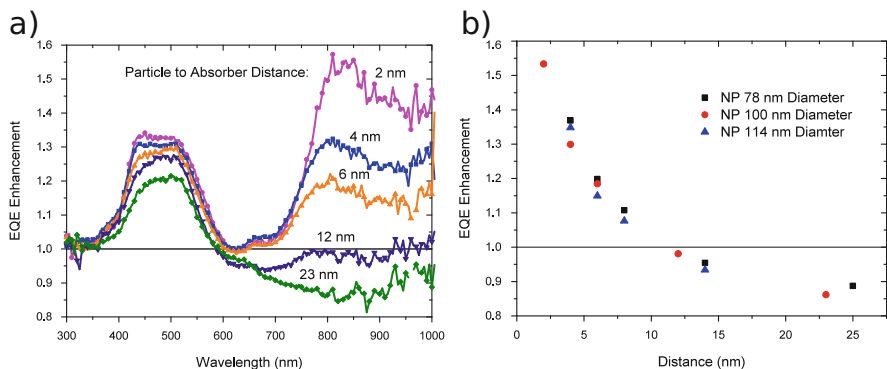 a)
1.6
1.5
1.4
1.3
1.2
1.1
1.0
0.9
0.8
EQE Enhancement
Particle to Absorber Distance:
2 nm
4 nm
6 nm
12 nm
23 nm
300 400 500 600 700 800 900 1000
Wavelength (nm)
b)
1.6
1.5
1.4
1.3
1.2
1.1
1.0
0.9
0.8
EQE Enhancement
NP 78 nm Diameter
NP 100 nm Diameter
NP 114 nm Diamter
0 5 10 15 20 25
Distance (nm)